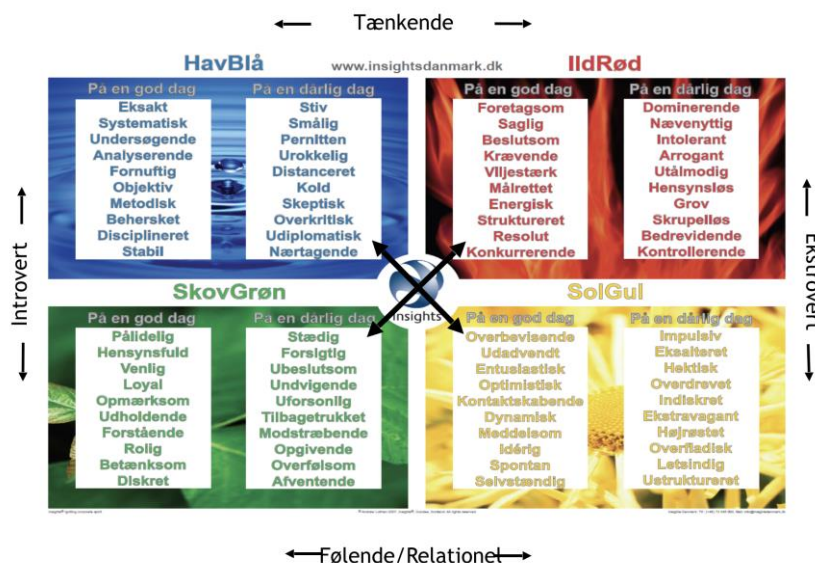 Tænkende
HavBlå
www.insightsdanmark.dk
IldRød
På en god dag
Eksakt
Systematisk
Undersøgende
Analyserende
Fornuftig
Objektiv
Metodisk
Behersket
Disciplineret
Stabil
På en dårlig dag
Stiv
Smålig
Pernitten
Urokkelig
Distanceret
Kold
Skeptisk
Overkritisk
Udiplomatisk
Nærtagende
På en god dag
Foretagsom
Saglig
Beslutsom
Krævende
Viljestærk
Målrettet
Energisk
Struktureret
Resolut
Konkurrerende
På en dårlig dag
Dominerende
Nævenyttig
Intolerant
Arrogant
Utålmodig
Hensynsløs
Grov
Skrupelløs
Bedrevidende
Kontrollerende
Introvert
Ekstrovert
Insights
SkovGrøn
SolGul
På en god dag
Pålidelig
Hensynsfuld
Venlig
Loyal
Opmærksom
Udholdende
Forstående
Rolig
Betænksom
Diskret
På en dårlig dag
Stædig
Forsigtig
Ubeslutsom
Undvigende
Uforsonlig
Tilbagetrukket
Modstræbende
Opgivende
Overfølsom
Afventende
På en god dag
Overbevisende
Udadvendt
Entusiastisk
Optimistisk
Kontaktskabende
Dynamisk
Meddelsom
Idérig
Spontan
Selvstændig
På en dårlig dag
Impulsiv
Eksalteret
Hektisk
Overdrevet
Indiskret
Ekstravagant
Højrøstet
Overfladisk
Letsindig
Ustruktureret
Følende/Relationel